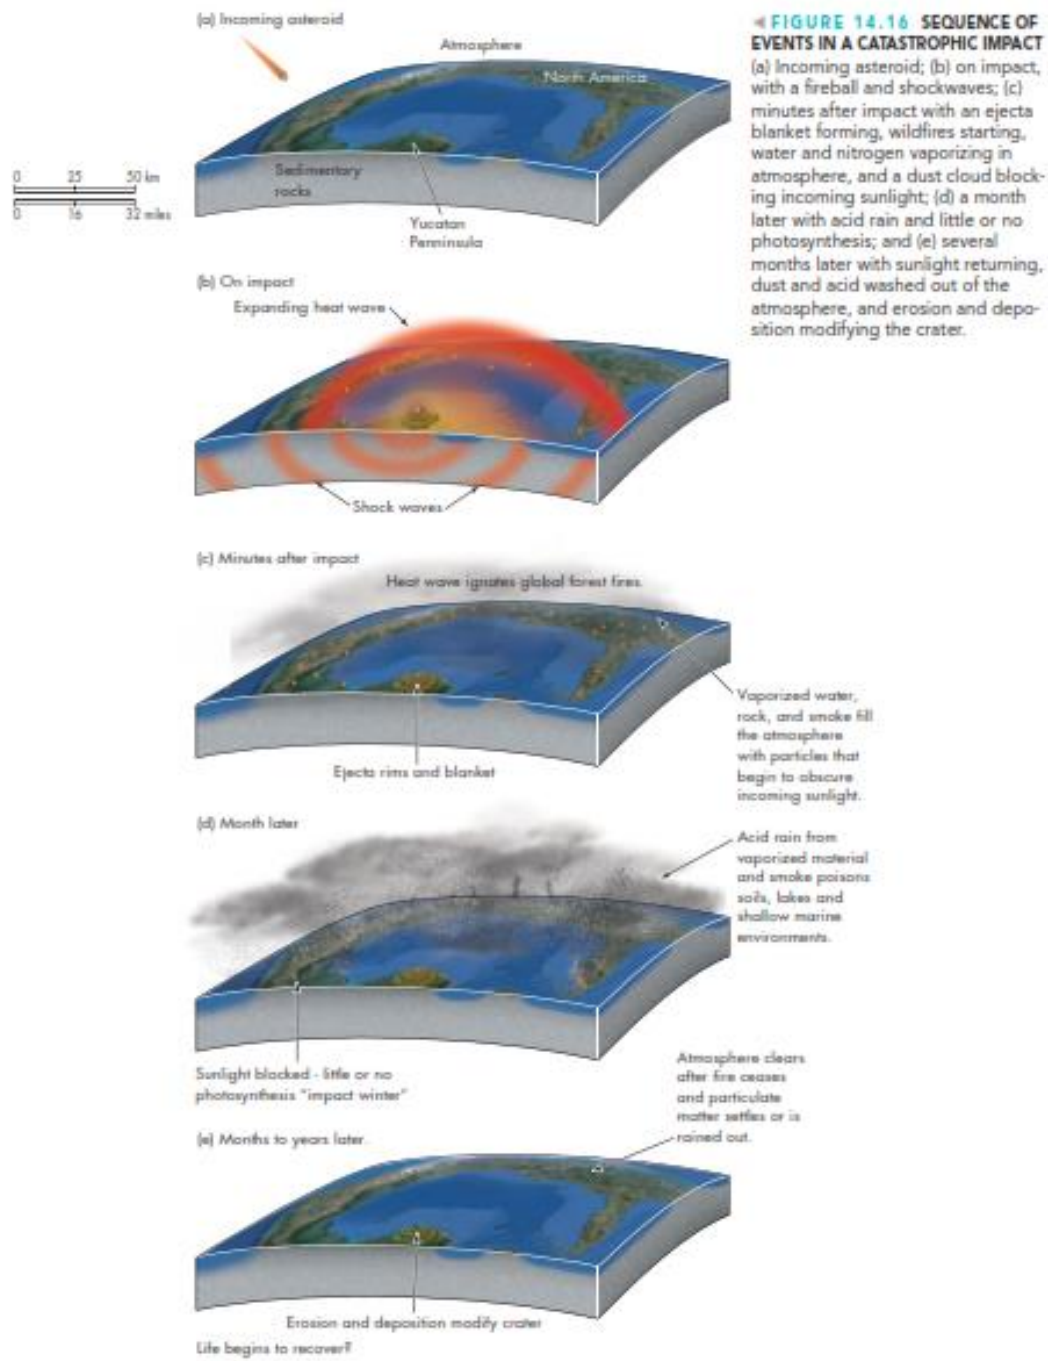 (a) Incoming asteroid
Atmosphere
North America
0 25 50 km
0 16 32 miles
Sedimentary
rocks
Yucatan
Penninsula
◄ FIGURE 14.16 SEQUENCE OF
EVENTS IN A CATASTROPHIC IMPACT
(a) Incoming asteroid; (b) on impact,
with a fireball and shockwaves; (c)
minutes after impact with an ejecta
blanket forming, wildfires starting,
water and nitrogen vaporizing in
atmosphere, and a dust cloud block-
ing incoming sunlight; (d) a month
later with acid rain and little or no
photosynthesis; and (e) several
months later with sunlight returning,
dust and acid washed out of the
atmosphere, and erosion and depo-
sition modifying the crater.
(b) On impact
Expanding heat wave
Shock waves
(c) Minutes after impact
Heat wave ignates global forest fires.
Vaporized water,
rock, and smoke fill
the atmosphere
with particles that
begin to obscure
incoming sunlight.
Ejecta rims and blanket
(d) Month later
Acid rain from
vaporized material
and smoke poisons
soils, lakes and
shallow marine
environments.
Sunlight blocked - little or no
photosynthesis "impact winter"
Atmosphere clears
after fire ceases
and particulate
matter settles or is
rained out.
(e) Months to years later.
Erosion and deposition modify crater
Life begins to recover?